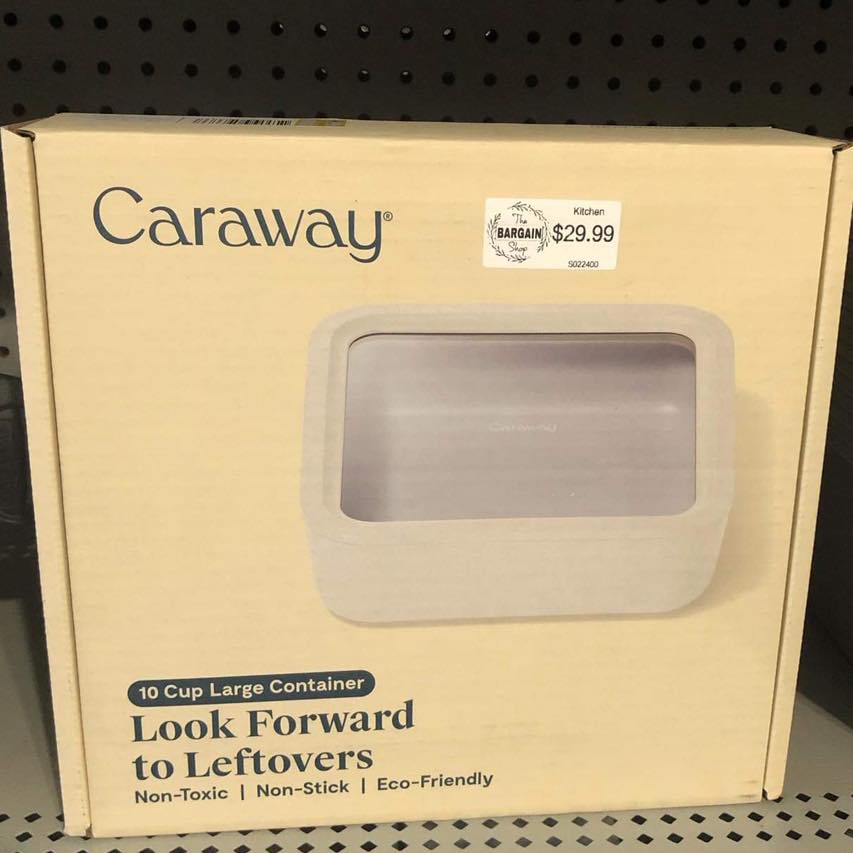 Caraway®
Kitchen
The
BARGAIN
Shop
$29.99
S022400
Caraway
10 Cup Large Container
Look Forward
to Leftovers
Non-Toxic | Non-Stick | Eco-Friendly